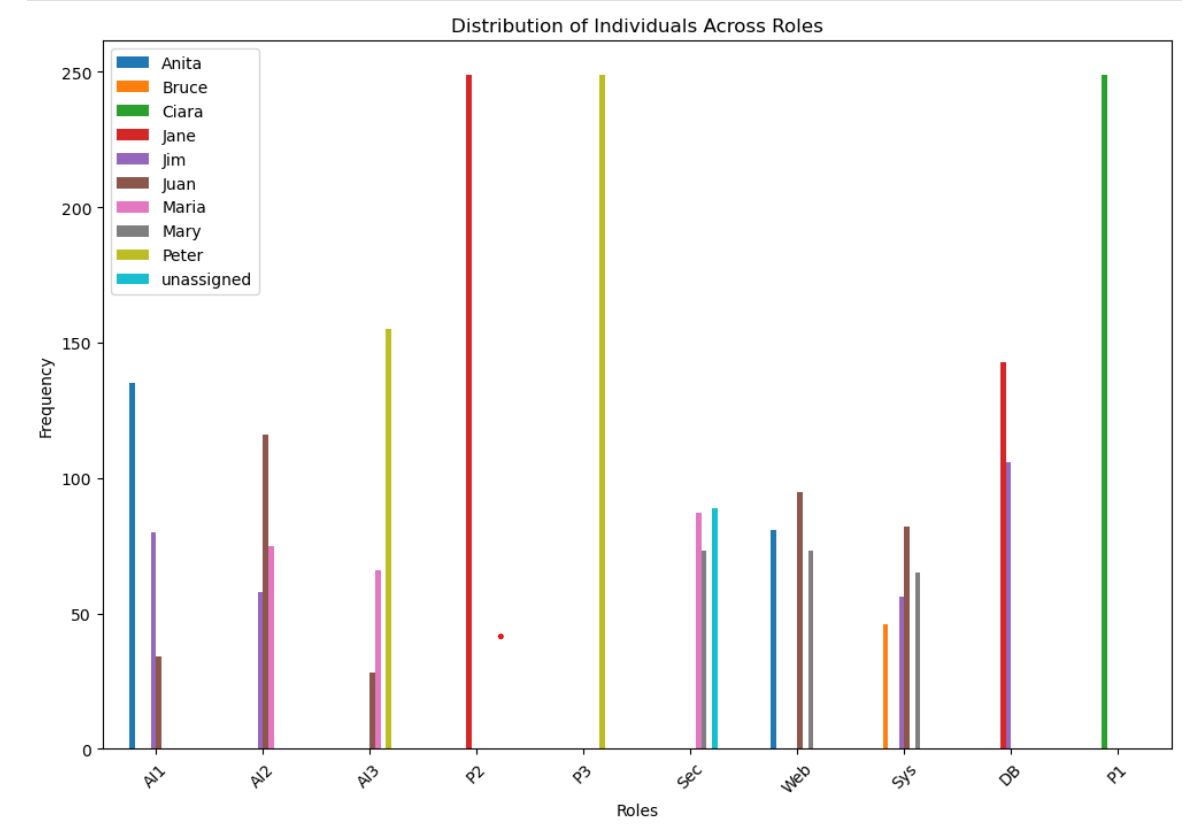 Distribution of Individuals Across Roles
250
200
150
100
50
0
Frequency
Anita
Bruce
Ciara
Jane
Jim
Juan
Maria
Mary
Peter
unassigned
AI1
AI2
AI3
P2
P3
Sec
Web
Sys
DB
P1
Roles